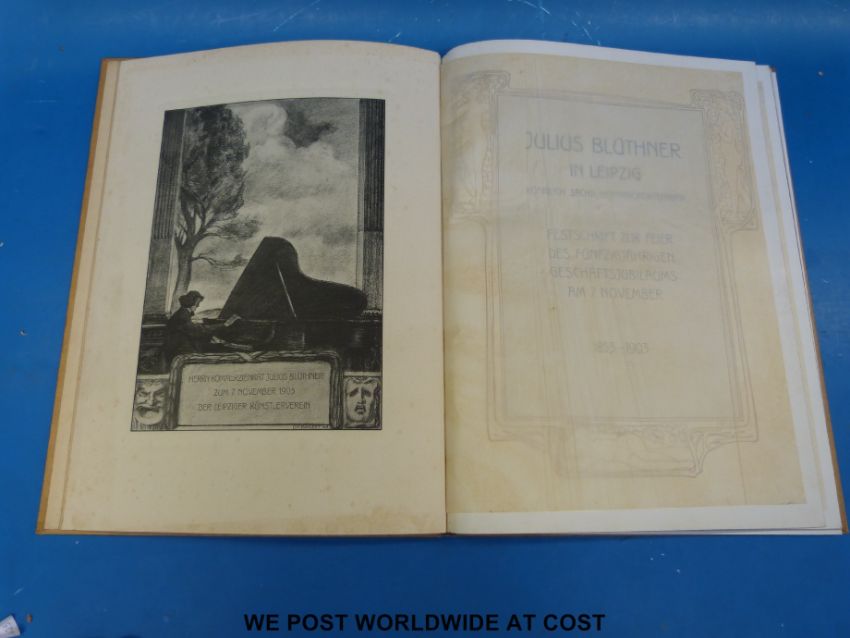 HERRN KOMMERZIENRAT JULIUS BLÜTHNER
ZUM 7. NOVEMBER 1903
DER LEIPZIGER KÜNSTLERVEREIN
JULIUS BLÜTHNER
IN LEIPZIG
FESTSCHRIFT ZUR FEIER
DES FÜNFZIGJÄHRIGEN
GESCHÄFTSJUBILÄUMS
AM 7. NOVEMBER
1853-1903
WE POST WORLDWIDE AT COST